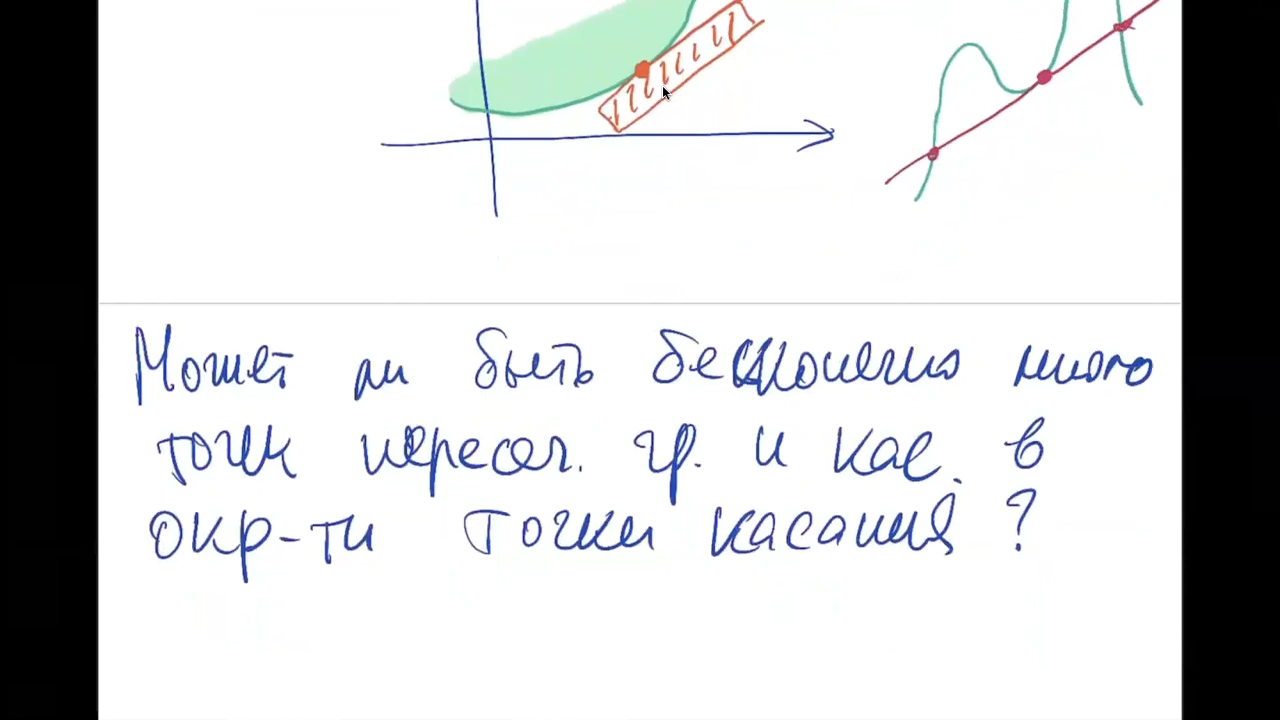 Может ли быть бесконечно много
точек пересеч. гр. и кас. в
окр-ти точки касания ?